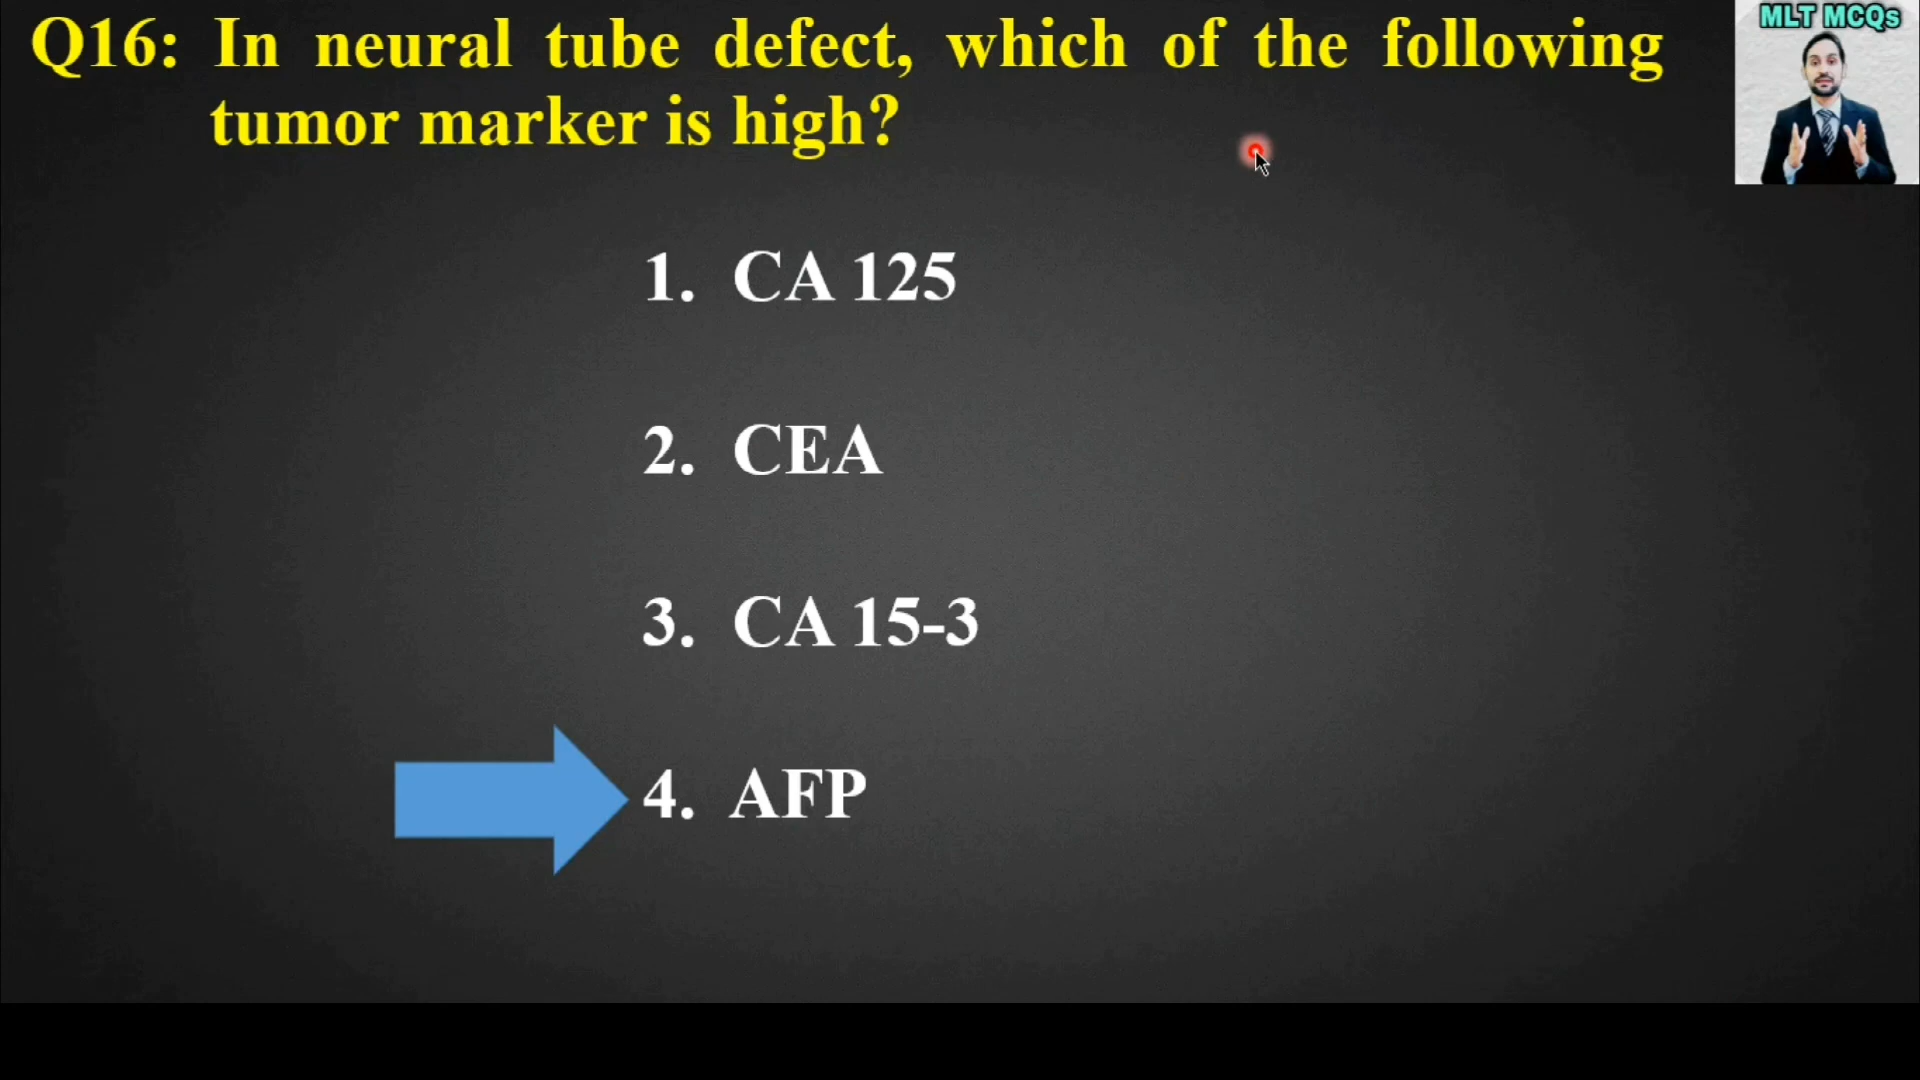 Q16: In neural tube defect, which of the following
tumor marker is high?
MLT MCQs
1. CA 125
2. CEA
3. CA 15-3
4. AFP